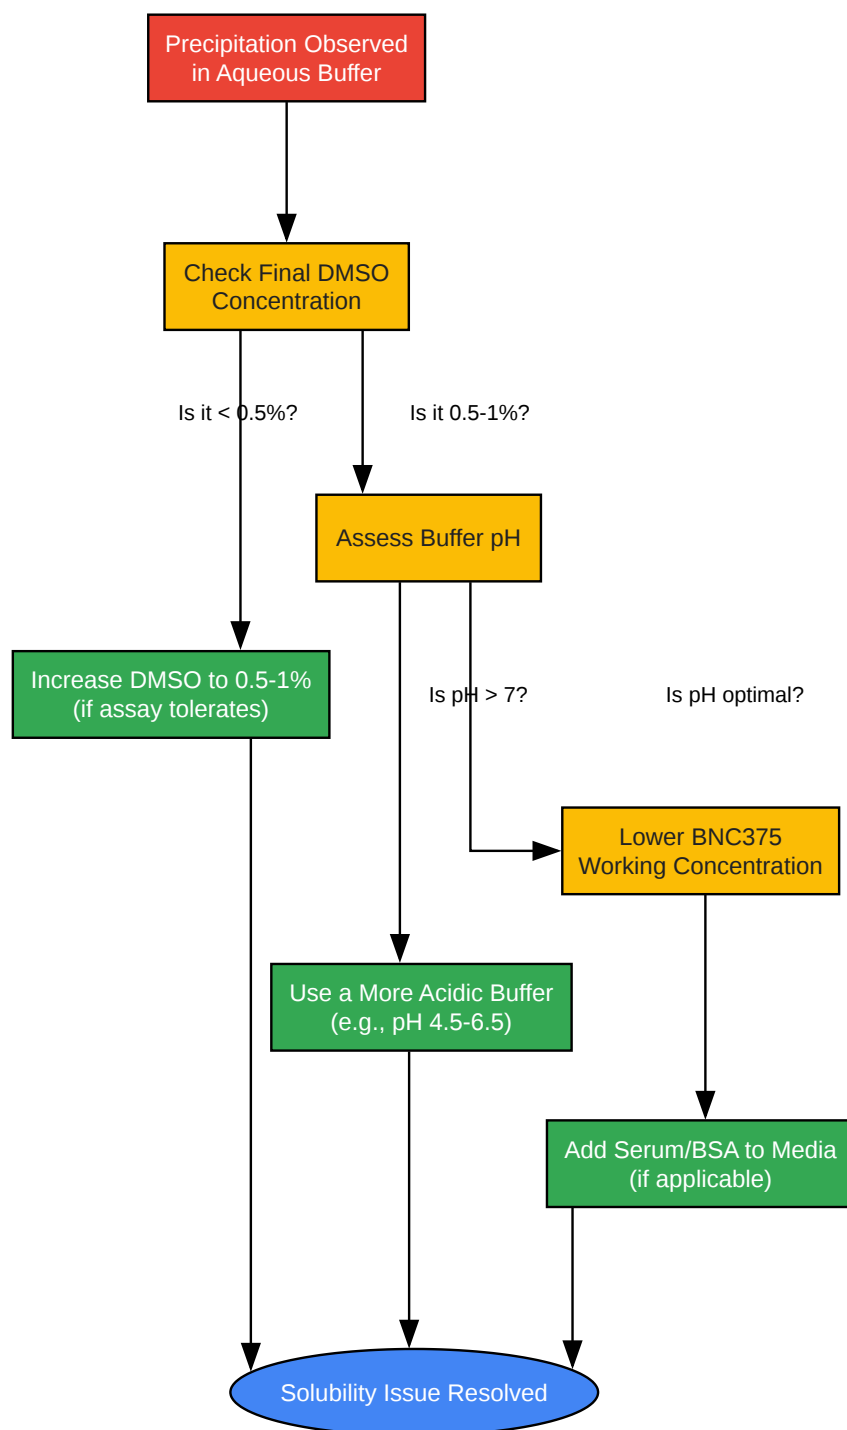 Precipitation Observed
in Aqueous Buffer
Check Final DMSO
Concentration
Is it < 0.5%?
Is it 0.5-1%?
Assess Buffer pH
Increase DMSO to 0.5-1%
(if assay tolerates)
Is pH > 7?
Is pH optimal?
Lower BNC375
Working Concentration
Use a More Acidic Buffer
(e.g., pH 4.5-6.5)
Add Serum/BSA to Media
(if applicable)
Solubility Issue Resolved